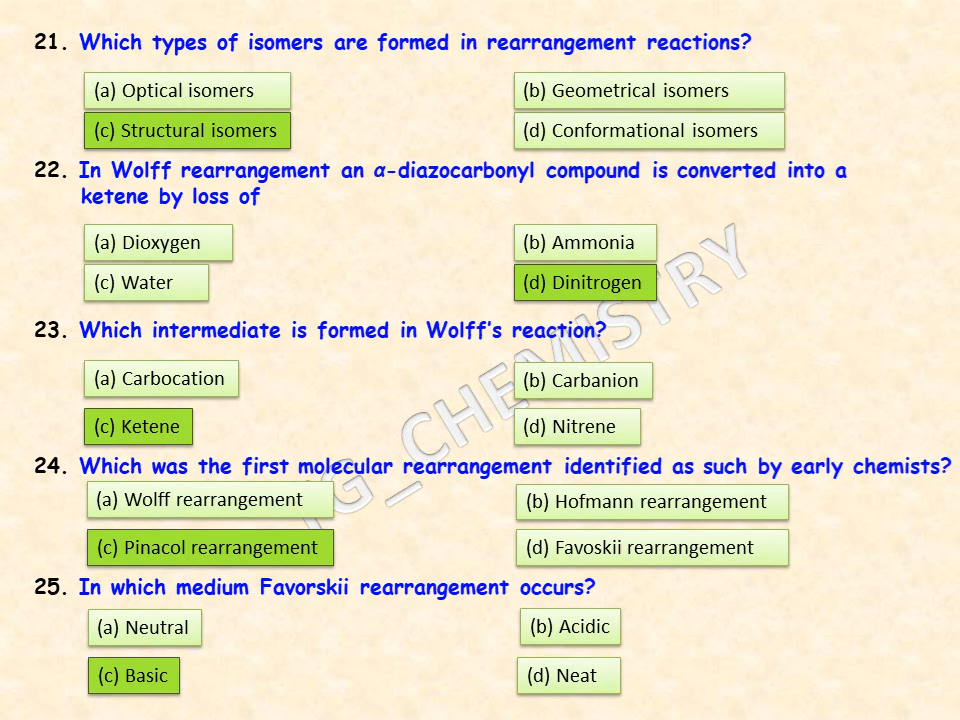 21. Which types of isomers are formed in rearrangement reactions?
(a) Optical isomers
(b) Geometrical isomers
(c) Structural isomers
(d) Conformational isomers
22. In Wolff rearrangement an α-diazocarbonyl compound is converted into a
ketene by loss of
(a) Dioxygen
(b) Ammonia
(c) Water
(d) Dinitrogen
23. Which intermediate is formed in Wolff’s reaction?
(a) Carbocation
(b) Carbanion
(c) Ketene
(d) Nitrene
24. Which was the first molecular rearrangement identified as such by early chemists?
(a) Wolff rearrangement
(b) Hofmann rearrangement
(c) Pinacol rearrangement
(d) Favoskii rearrangement
25. In which medium Favorskii rearrangement occurs?
(a) Neutral
(b) Acidic
(c) Basic
(d) Neat